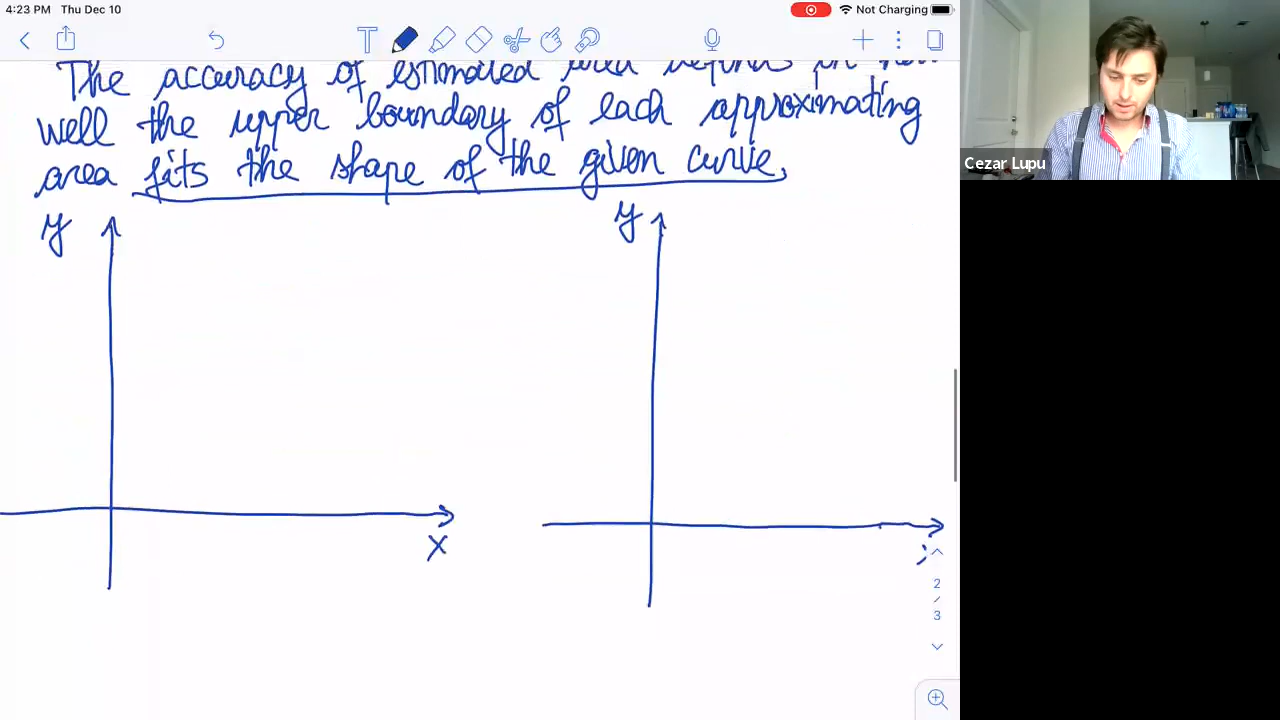 4:23 PM Thu Dec 10
Not Charging
The accuracy of estimated area
well the upper boundary of each approximating
area fits the shape of the given curve.
y
y
x
2
/
3
Cezar Lupu